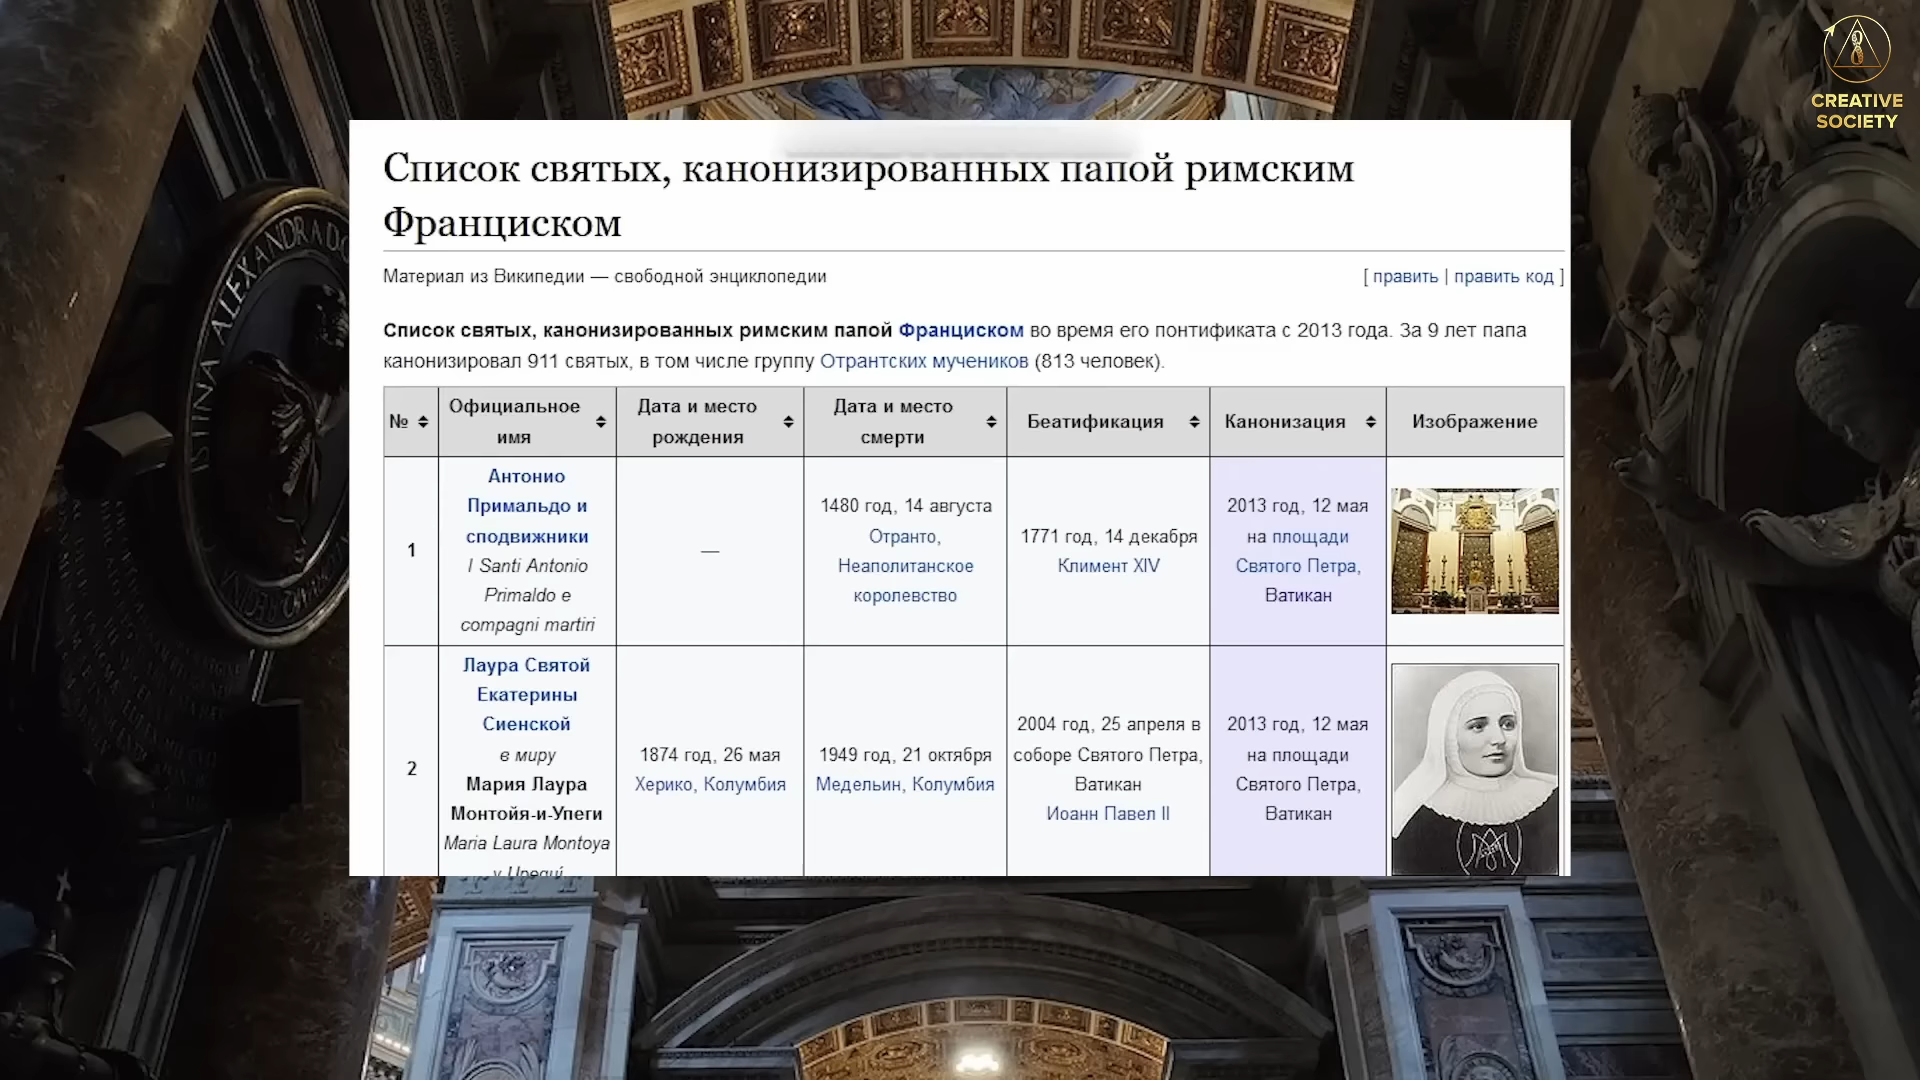 CREATIVE
SOCIETY
Список святых, канонизированных папой римским
Франциском
Материал из Википедии — свободной энциклопедии
[ править | править код ]
Список святых, канонизированных римским папой Франциском во время его понтификата с 2013 года. За 9 лет папа
канонизировал 911 святых, в том числе группу Отрантских мучеников (813 человек).
№
Официальное
имя
Дата и место
рождения
Дата и место
смерти
Беатификация
Канонизация
Изображение
1
Антонио
Примальдо и
сподвижники
I Santi Antonio
Primaldo e
compagni martiri
—
1480 год, 14 августа
Отранто,
Неаполитанское
королевство
1771 год, 14 декабря
Климент XIV
2013 год, 12 мая
на площади
Святого Петра,
Ватикан
2
Лаура Святой
Екатерины
Сиенской
в миру
Мария Лаура
Монтойя-и-Упеги
Maria Laura Montoya
y Upegúi
1874 год, 26 мая
Херико, Колумбия
1949 год, 21 октября
Медельин, Колумбия
2004 год, 25 апреля в
соборе Святого Петра,
Ватикан
Иоанн Павел II
2013 год, 12 мая
на площади
Святого Петра,
Ватикан
ISTINA ALEXANDRA D G